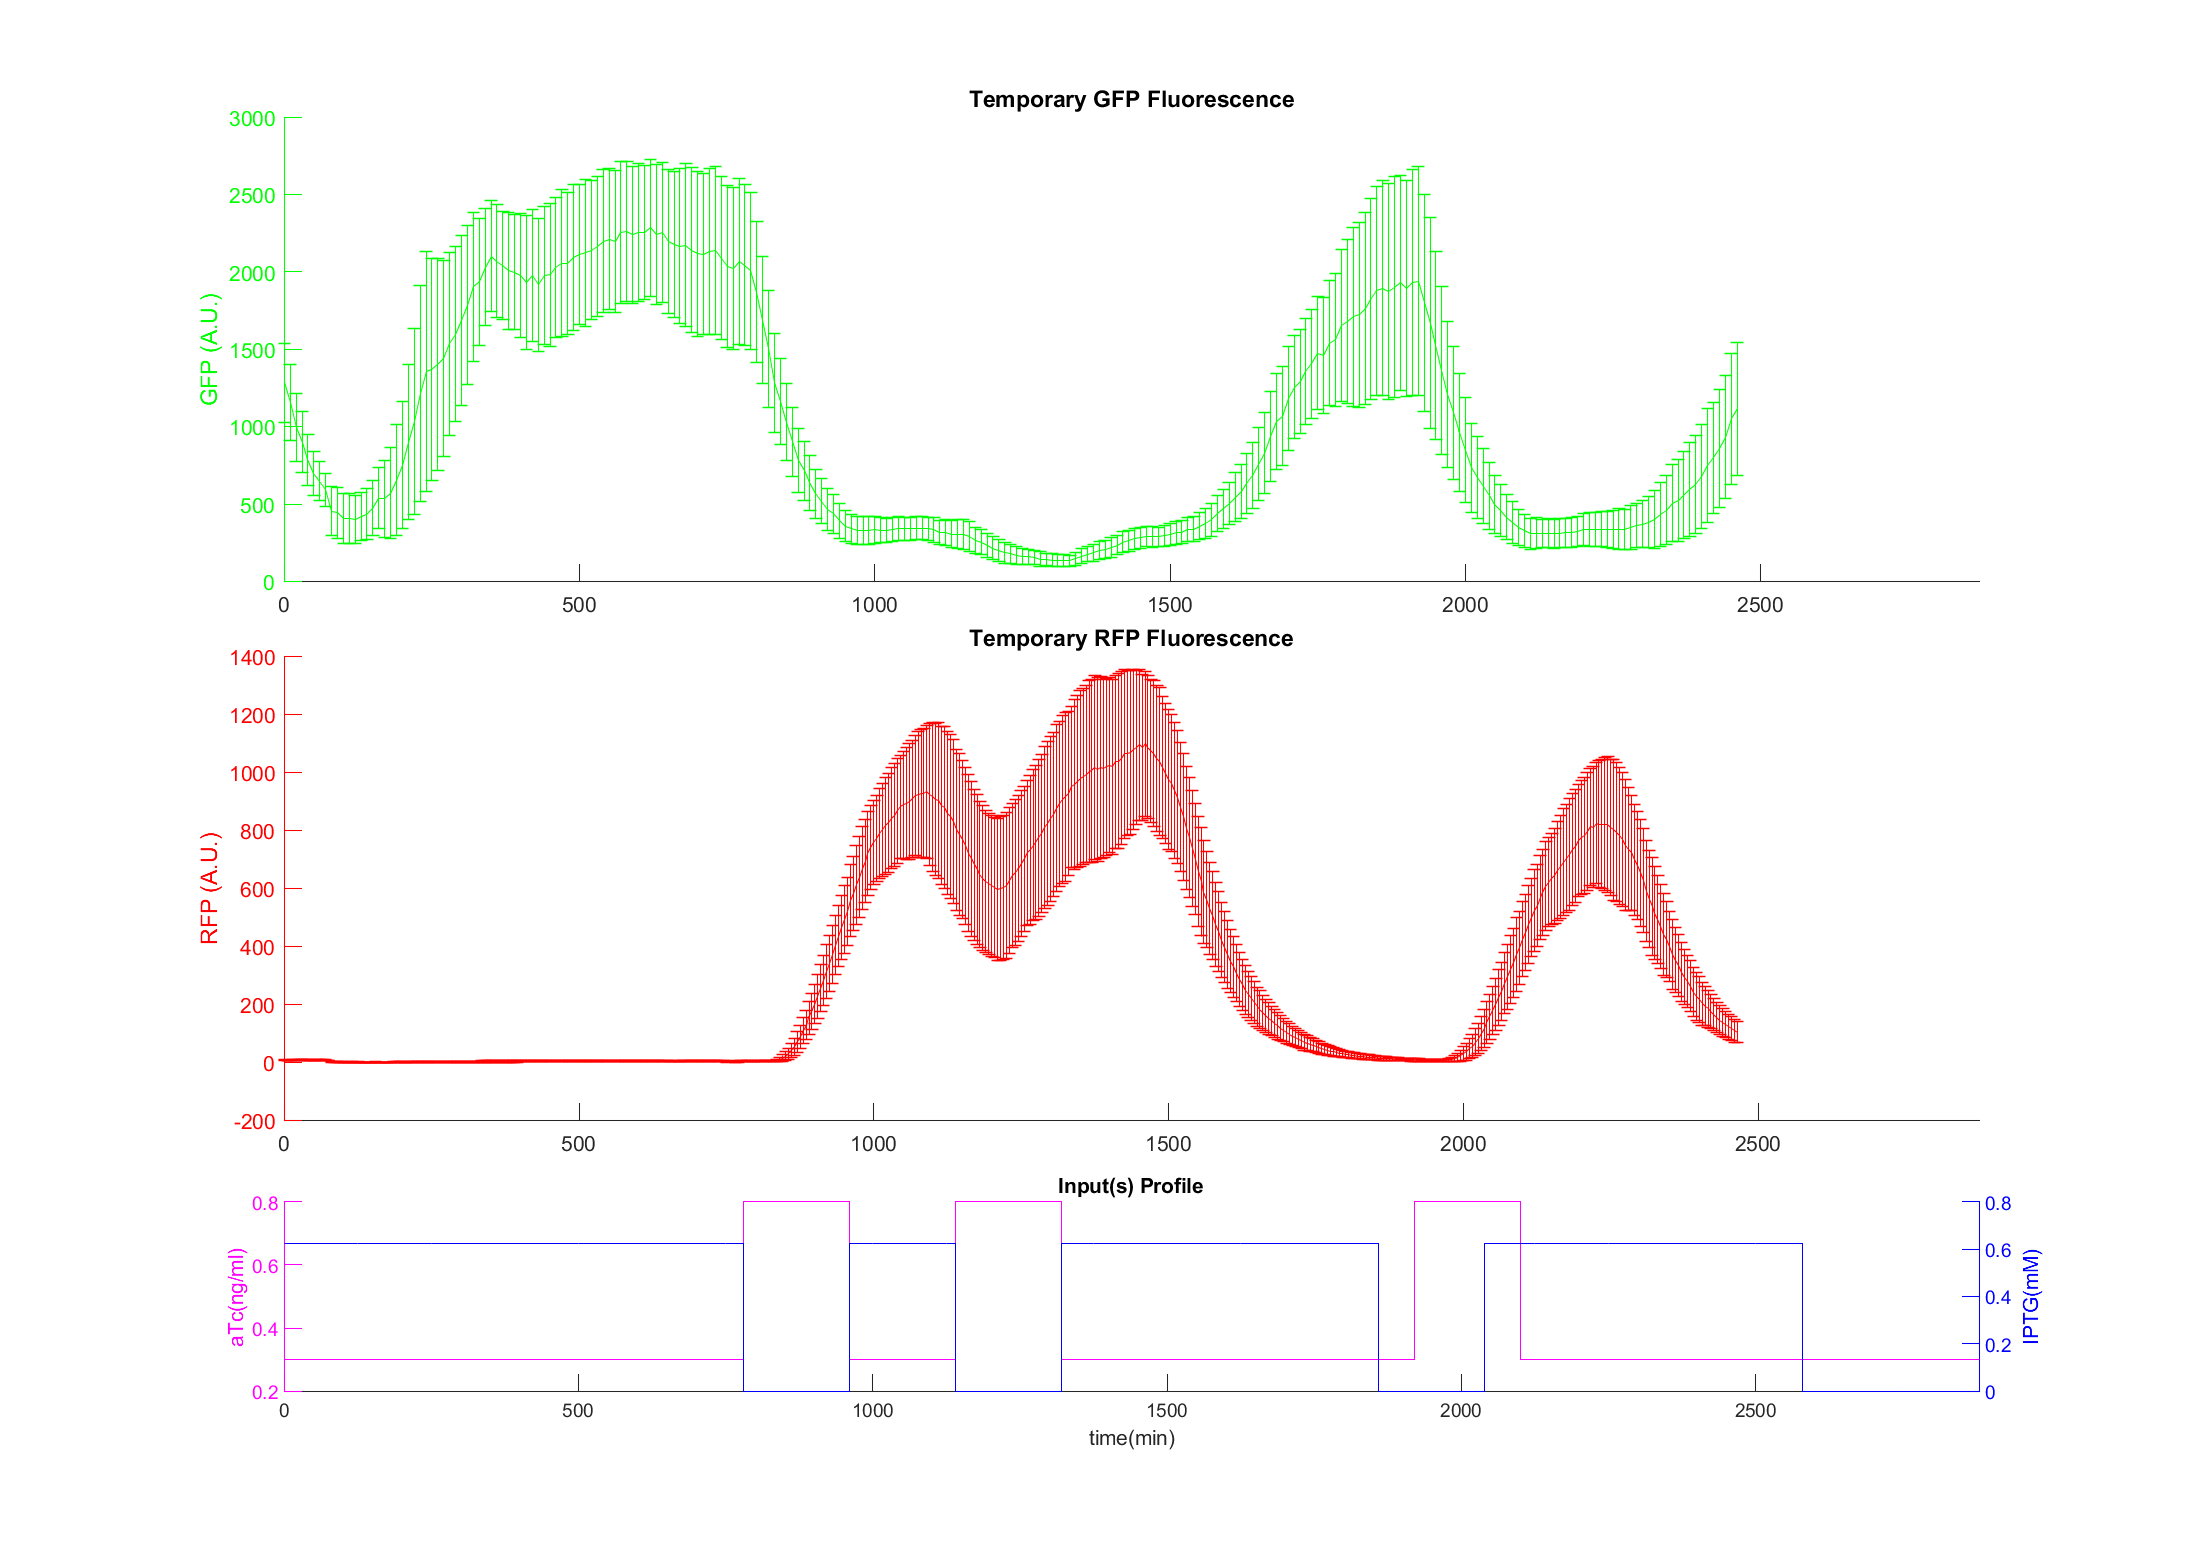 Temporary GFP Fluorescence
3000
2500
2000
1500
1000
500
0
GFP (A.U.)
0 500 1000 1500 2000 2500
Temporary RFP Fluorescence
1400
1200
1000
800
600
400
200
0
-200
RFP (A.U.)
0 500 1000 1500 2000 2500
Input(s) Profile
0.8
0.6
0.4
0.2
aTc(ng/ml)
0.8
0.6
0.4
0.2
0
IPTG(mM)
0 500 1000 1500 2000 2500
time(min)